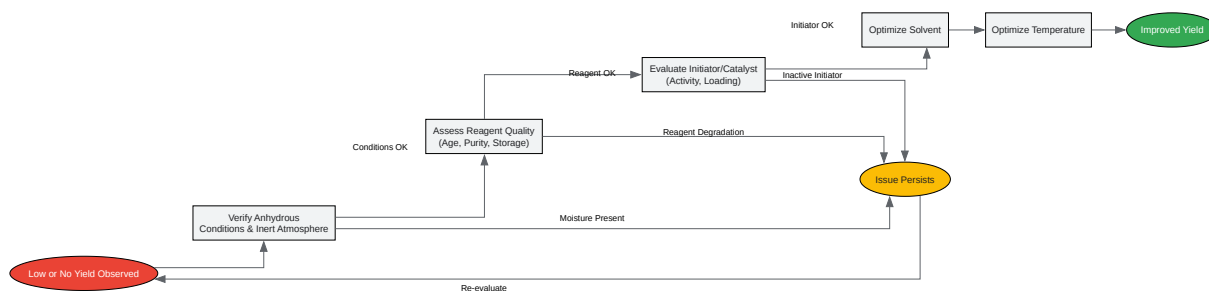 Initiator OK
Optimize Solvent
Optimize Temperature
Improved Yield
Reagent OK
Evaluate Initiator/Catalyst
(Activity, Loading)
Inactive Initiator
Conditions OK
Assess Reagent Quality
(Age, Purity, Storage)
Reagent Degradation
Issue Persists
Verify Anhydrous
Conditions & Inert Atmosphere
Moisture Present
Low or No Yield Observed
Re-evaluate